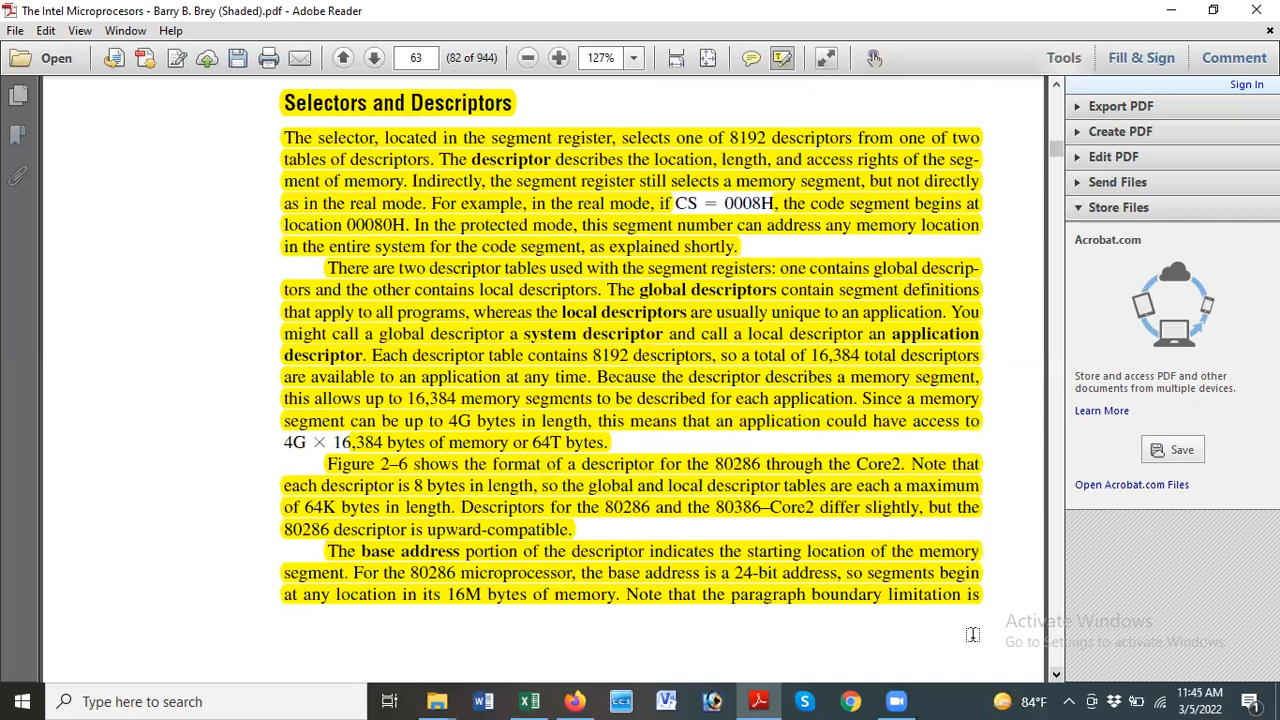 The Intel Microprocesors - Barry B. Brey (Shaded).pdf - Adobe Reader
File Edit View Window Help
Open 63 (82 of 944) 127% Tools Fill & Sign Comment
Sign In
Export PDF
Create PDF
Edit PDF
Send Files
Store Files
Acrobat.com
Store and access PDF and other
documents from multiple devices.
Learn More
Save
Open Acrobat.com Files
Selectors and Descriptors
The selector, located in the segment register, selects one of 8192 descriptors from one of two
tables of descriptors. The descriptor describes the location, length, and access rights of the seg-
ment of memory. Indirectly, the segment register still selects a memory segment, but not directly
as in the real mode. For example, in the real mode, if CS = 0008H, the code segment begins at
location 00080H. In the protected mode, this segment number can address any memory location
in the entire system for the code segment, as explained shortly.
There are two descriptor tables used with the segment registers: one contains global descrip-
tors and the other contains local descriptors. The global descriptors contain segment definitions
that apply to all programs, whereas the local descriptors are usually unique to an application. You
might call a global descriptor a system descriptor and call a local descriptor an application
descriptor. Each descriptor table contains 8192 descriptors, so a total of 16,384 total descriptors
are available to an application at any time. Because the descriptor describes a memory segment,
this allows up to 16,384 memory segments to be described for each application. Since a memory
segment can be up to 4G bytes in length, this means that an application could have access to
4G × 16,384 bytes of memory or 64T bytes.
Figure 2–6 shows the format of a descriptor for the 80286 through the Core2. Note that
each descriptor is 8 bytes in length, so the global and local descriptor tables are each a maximum
of 64K bytes in length. Descriptors for the 80286 and the 80386–Core2 differ slightly, but the
80286 descriptor is upward-compatible.
The base address portion of the descriptor indicates the starting location of the memory
segment. For the 80286 microprocessor, the base address is a 24-bit address, so segments begin
at any location in its 16M bytes of memory. Note that the paragraph boundary limitation is
Activate Windows
Go to Settings to activate Windows.
Type here to search
CC3
84°F
11:45 AM
3/5/2022
1